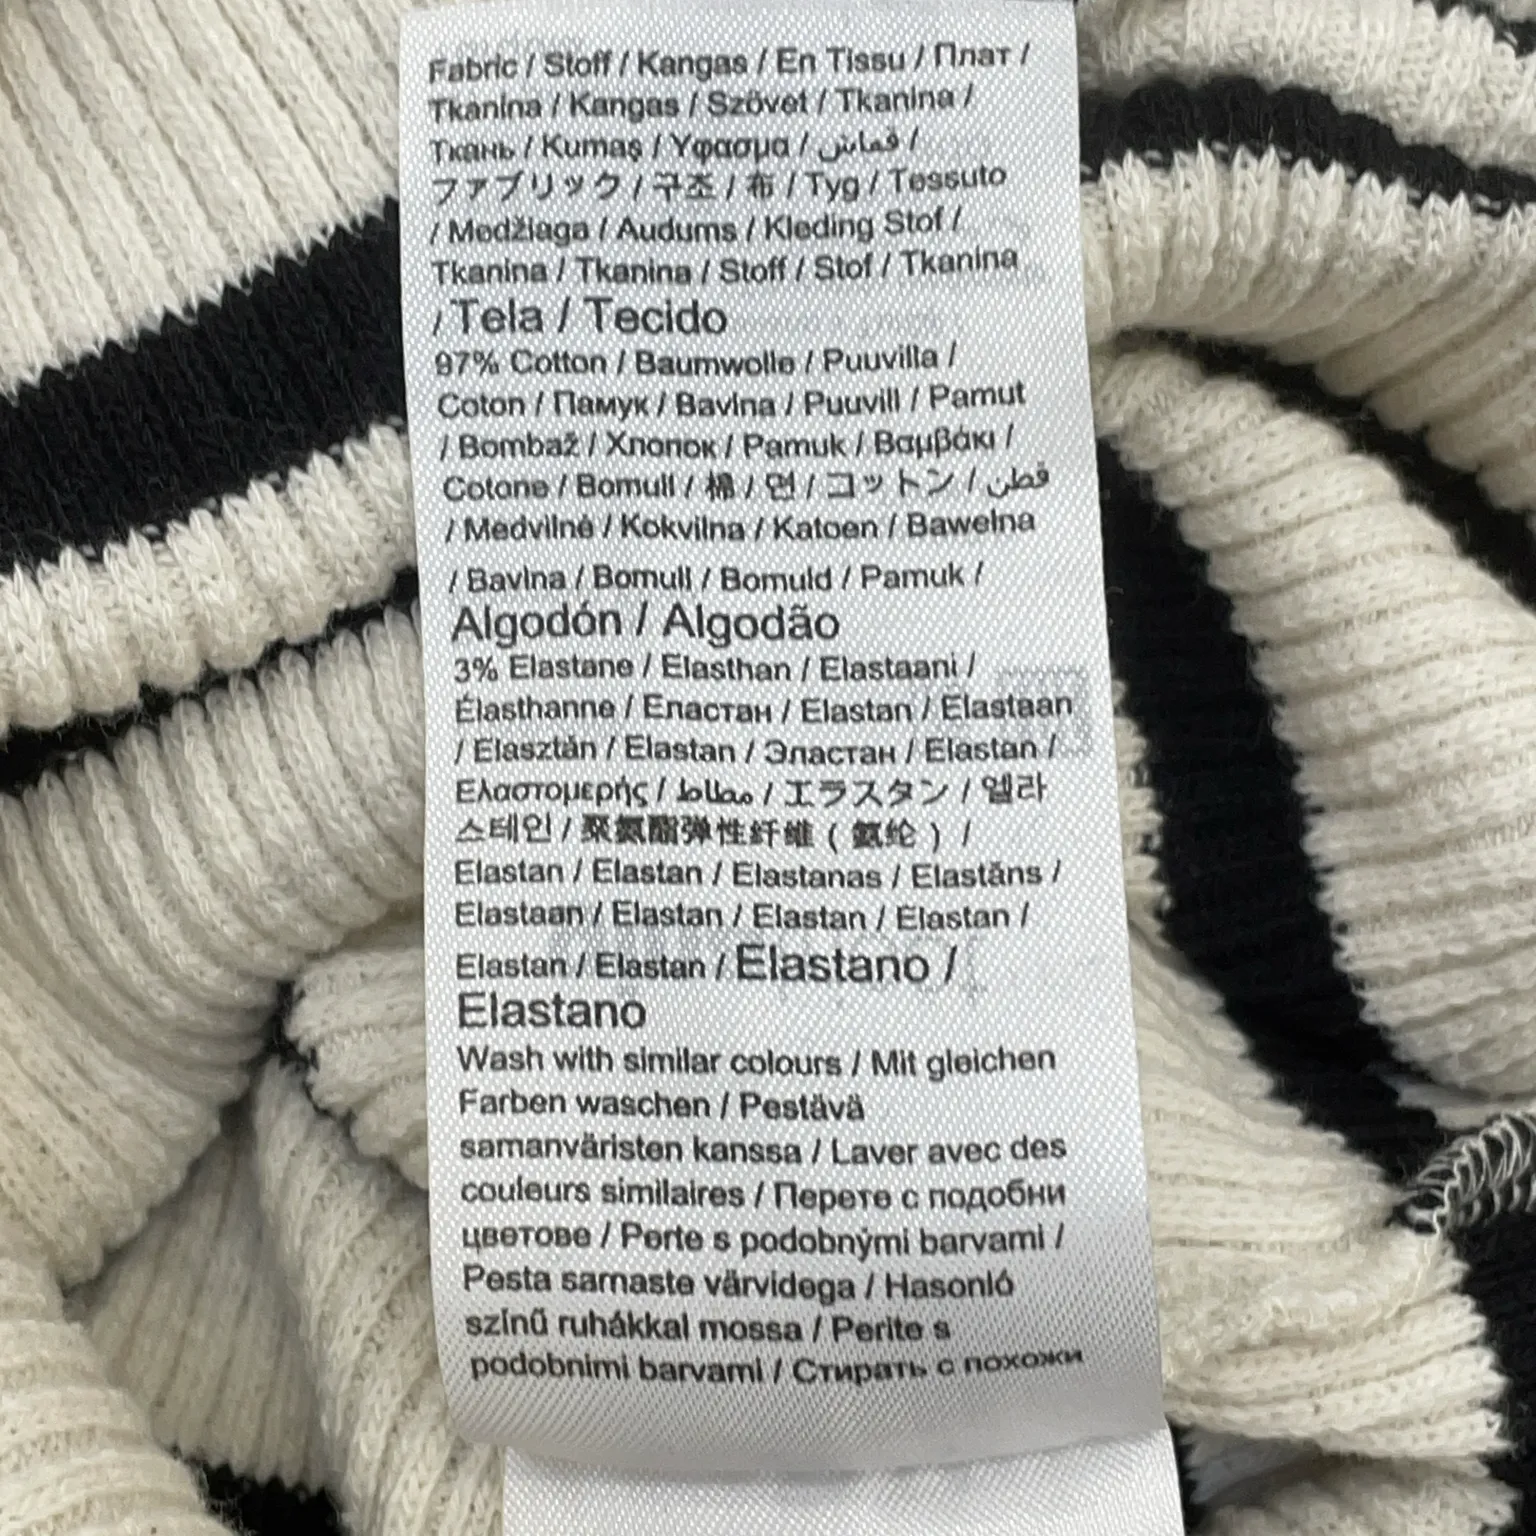 Fabric / Stoff / Kangas / En Tissu / Плат /
Tkanina / Kangas / Szövet / Tkanina /
Ткань / Kumaş / Υφασμα / قماش /
ファブリック / 구조 / 布 / Tyg / Tessuto
/ Medžiaga / Audums / Kleding Stof /
Tkanina / Tkanina / Stoff / Stof / Tkanina
/ Tela / Tecido
97% Cotton / Baumwolle / Puuvilla /
Coton / Памук / Bavlna / Puuvill / Pamut
/ Bombaž / Хлопок / Pamuk / Βαμβάκι /
Cotone / Bomull / 棉 / 면 / コットン / قطن
/ Medvilnė / Kokvilna / Katoen / Bawełna
/ Bavlna / Bomull / Bomuld / Pamuk /
Algodón / Algodão
3% Elastane / Elasthan / Elastaani /
Élasthanne / Еластан / Elastan / Elastaan
/ Elasztán / Elastan / Эластан / Elastan /
Ελαστομερής / مطاط / エラスタン / 엘라
스테인 / 聚氨酯弹性纤维 ( 氨纶 ) /
Elastan / Elastan / Elastanas / Elastāns /
Elastaan / Elastan / Elastan / Elastan /
Elastan / Elastan / Elastano /
Elastano
Wash with similar colours / Mit gleichen
Farben waschen / Pestävä
samanväristen kanssa / Laver avec des
couleurs similaires / Перете с подобни
цветове / Perte s podobnými barvami /
Pesta samaste värvidega / Hasonló
színű ruhákkal mossa / Perite s
podobnimi barvami / Стирать с похожи